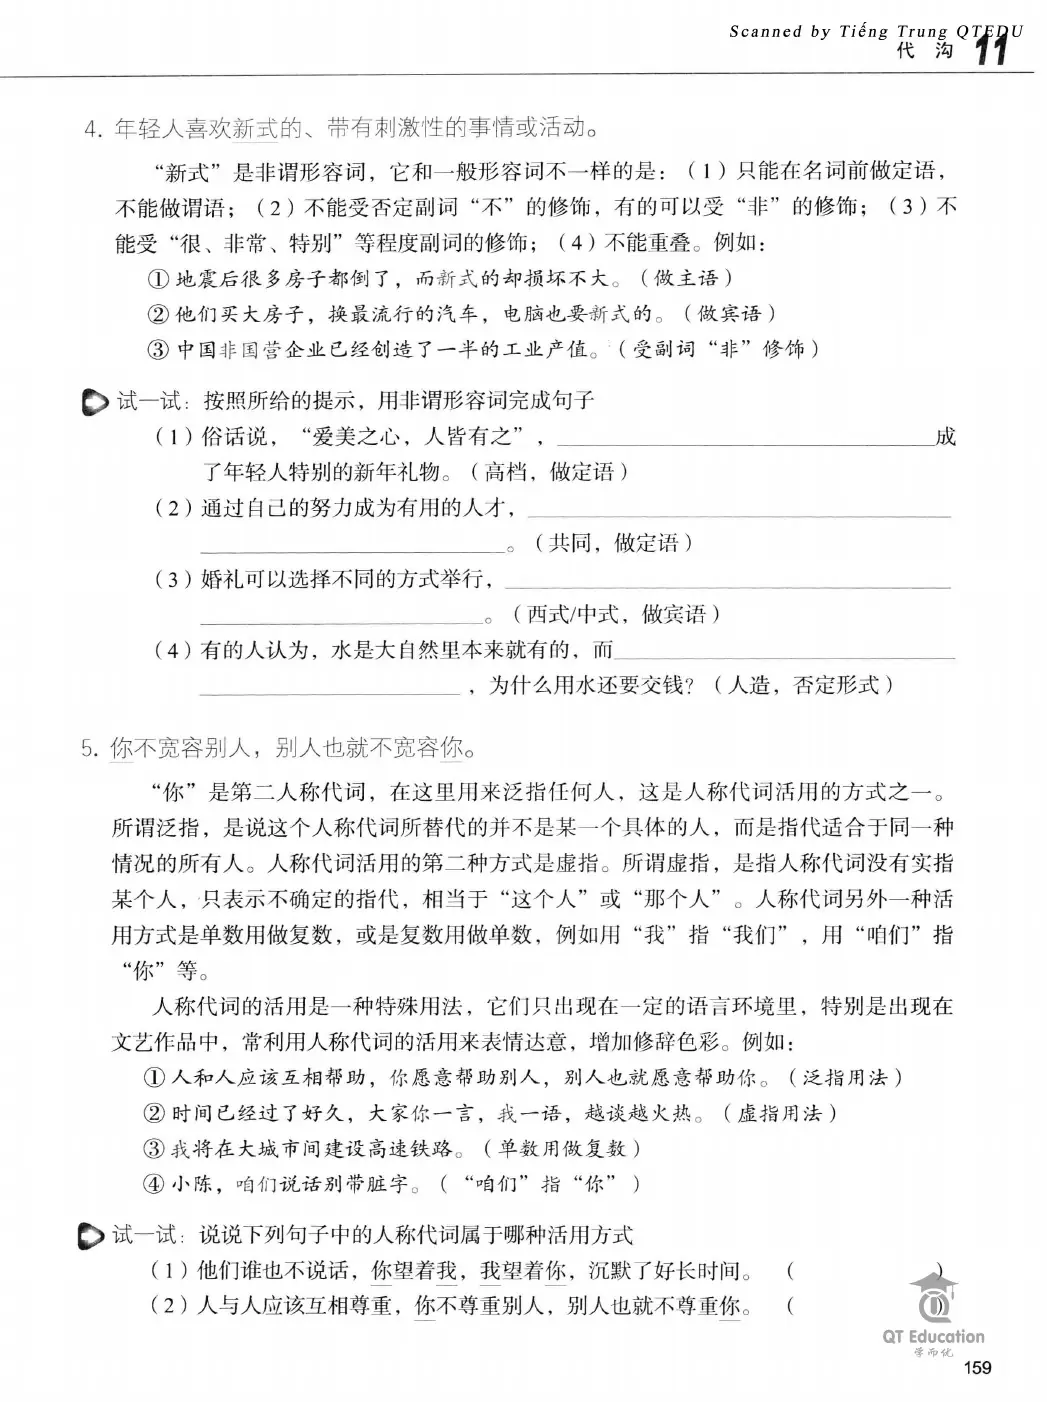 Scanned by Tiếng Trung QTEDU
代 沟 11
4. 年轻人喜欢新式的、带有刺激性的事情或活动。
“新式”是非谓形容词，它和一般形容词不一样的是：（1）只能在名词前做定语，
不能做谓语；（2）不能受否定副词“不”的修饰，有的可以受“非”的修饰；（3）不
能受“很、非常、特别”等程度副词的修饰；（4）不能重叠。例如：
① 地震后很多房子都倒了，而新式的却损坏不大。（做主语）
② 他们买大房子，换最流行的汽车，电脑也要新式的。（做宾语）
③ 中国非国营企业已经创造了一半的工业产值。（受副词“非”修饰）
试一试：按照所给的提示，用非谓形容词完成句子
（1）俗话说，“爱美之心，人皆有之”，____成
了年轻人特别的新年礼物。（高档，做定语）
（2）通过自己的努力成为有用的人才，____
____。（共同，做定语）
（3）婚礼可以选择不同的方式举行，____
____。（西式/中式，做宾语）
（4）有的人认为，水是大自然里本来就有的，而____
____，为什么用水还要交钱？（人造，否定形式）
5. 你不宽容别人，别人也就不宽容你。
“你”是第二人称代词，在这里用来泛指任何人，这是人称代词活用的方式之一。
所谓泛指，是说这个人称代词所替代的并不是某一个具体的人，而是指代适合于同一种
情况的所有人。人称代词活用的第二种方式是虚指。所谓虚指，是指人称代词没有实指
某个人，只表示不确定的指代，相当于“这个人”或“那个人”。人称代词另外一种活
用方式是单数用做复数，或是复数用做单数，例如用“我”指“我们”，用“咱们”指
“你”等。
人称代词的活用是一种特殊用法，它们只出现在一定的语言环境里，特别是出现在
文艺作品中，常利用人称代词的活用来表情达意，增加修辞色彩。例如：
① 人和人应该互相帮助，你愿意帮助别人，别人也就愿意帮助你。（泛指用法）
② 时间已经过了好久，大家你一言，我一语，越谈越火热。（虚指用法）
③ 我将在大城市间建设高速铁路。（单数用做复数）
④ 小陈，咱们说话别带脏字。（“咱们”指“你”）
试一试：说说下列句子中的人称代词属于哪种活用方式
（1）他们谁也不说话，你望着我，我望着你，沉默了好长时间。（ ）
（2）人与人应该互相尊重，你不尊重别人，别人也就不尊重你。（ ）
QT Education
学而优
159